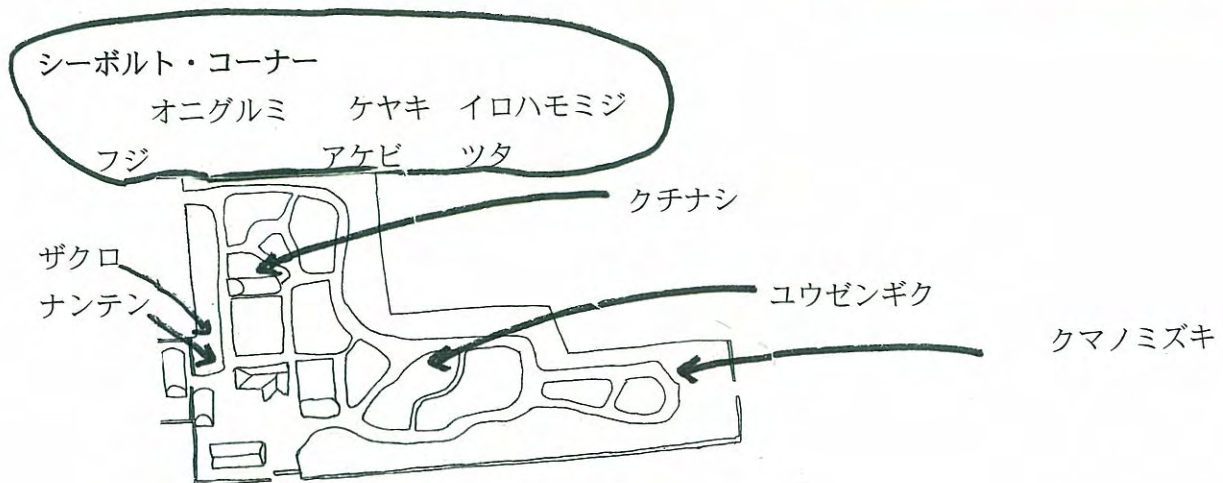 シーボルト・コーナー
オニグルミ ケヤキ イロハモミジ
フジ アケビ ツタ
クチナシ
ザクロ
ナンテン
ユウゼンギク
クマノミズキ